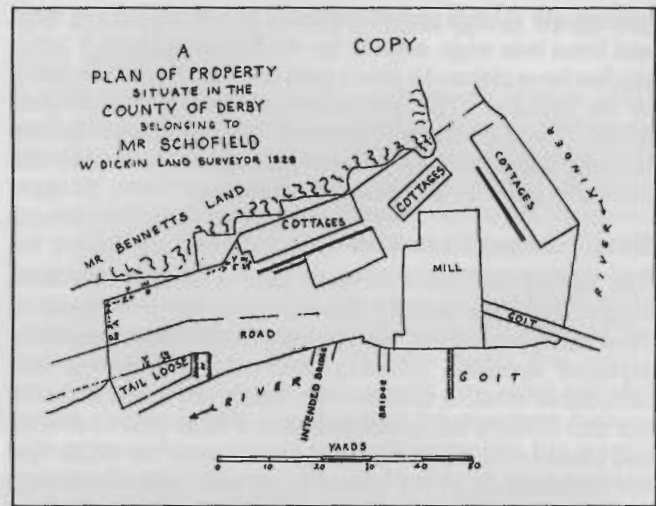 A
COPY
PLAN OF PROPERTY
SITUATE IN THE
COUNTY OF DERBY
BELONGING TO
MR SCHOFIELD
W DICKIN LAND SURVEYOR 1828
MR BENNETTS LAND
COTTAGES
COTTAGES
COTTAGES
RIVER KINDER
MILL
GOIT
ROAD
TAIL LOOSE
RIVER
INTENDED BRIDGE
BRIDGE
GOIT
YARDS
0 10 20 30 40 50